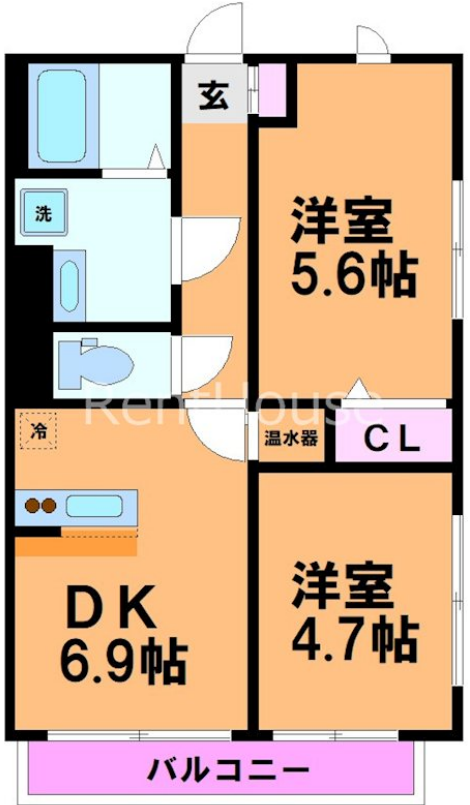 玄
洋室
5.6帖
洗
RentHouse
冷
温水器
CL
DK
6.9帖
洋室
4.7帖
バルコニー